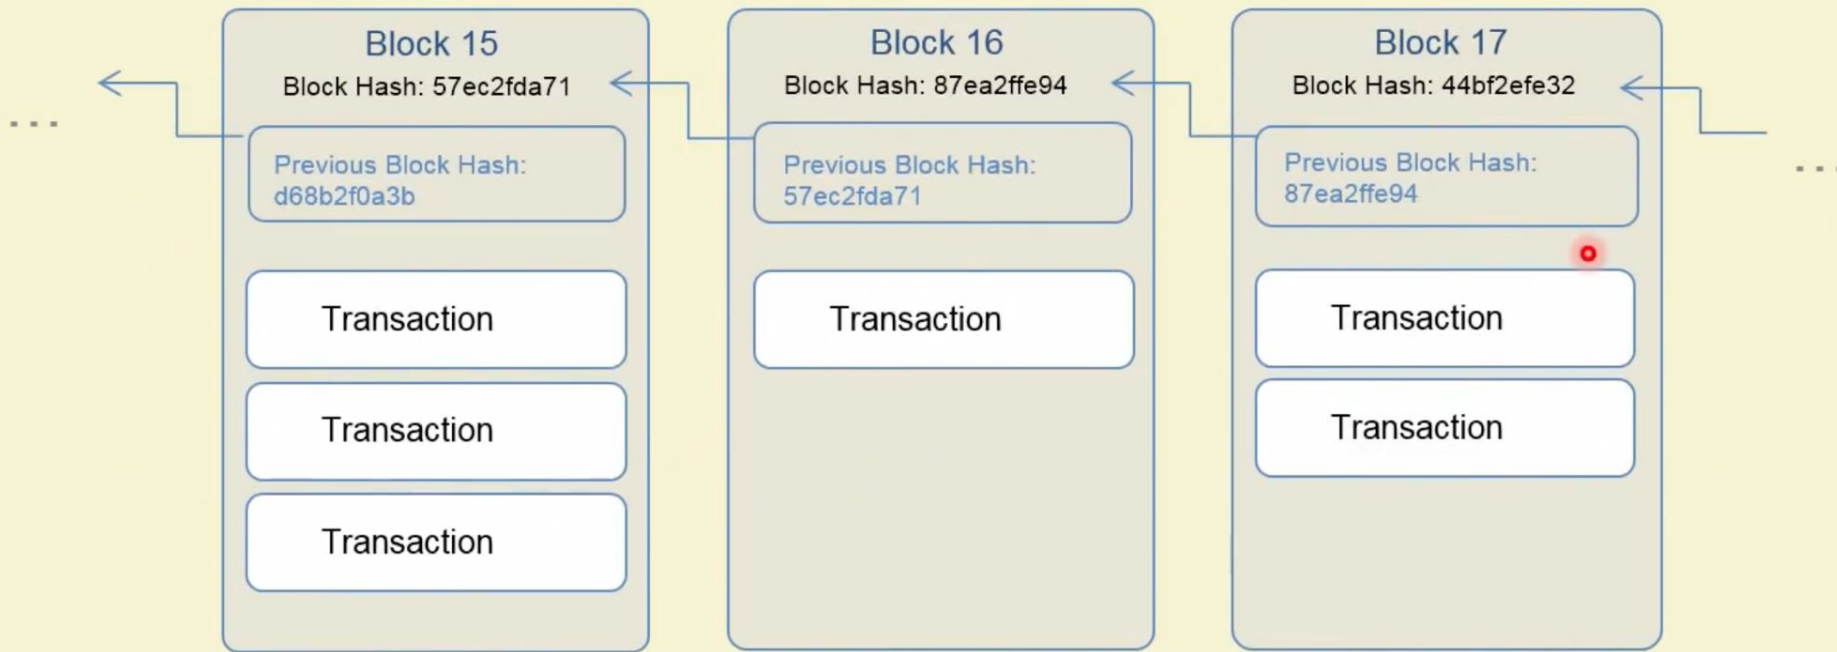 Block 15
Block Hash: 57ec2fda71
Previous Block Hash:
d68b2f0a3b
Transaction
Transaction
Transaction
Block 16
Block Hash: 87ea2ffe94
Previous Block Hash:
57ec2fda71
Transaction
Block 17
Block Hash: 44bf2efe32
Previous Block Hash:
87ea2ffe94
Transaction
Transaction